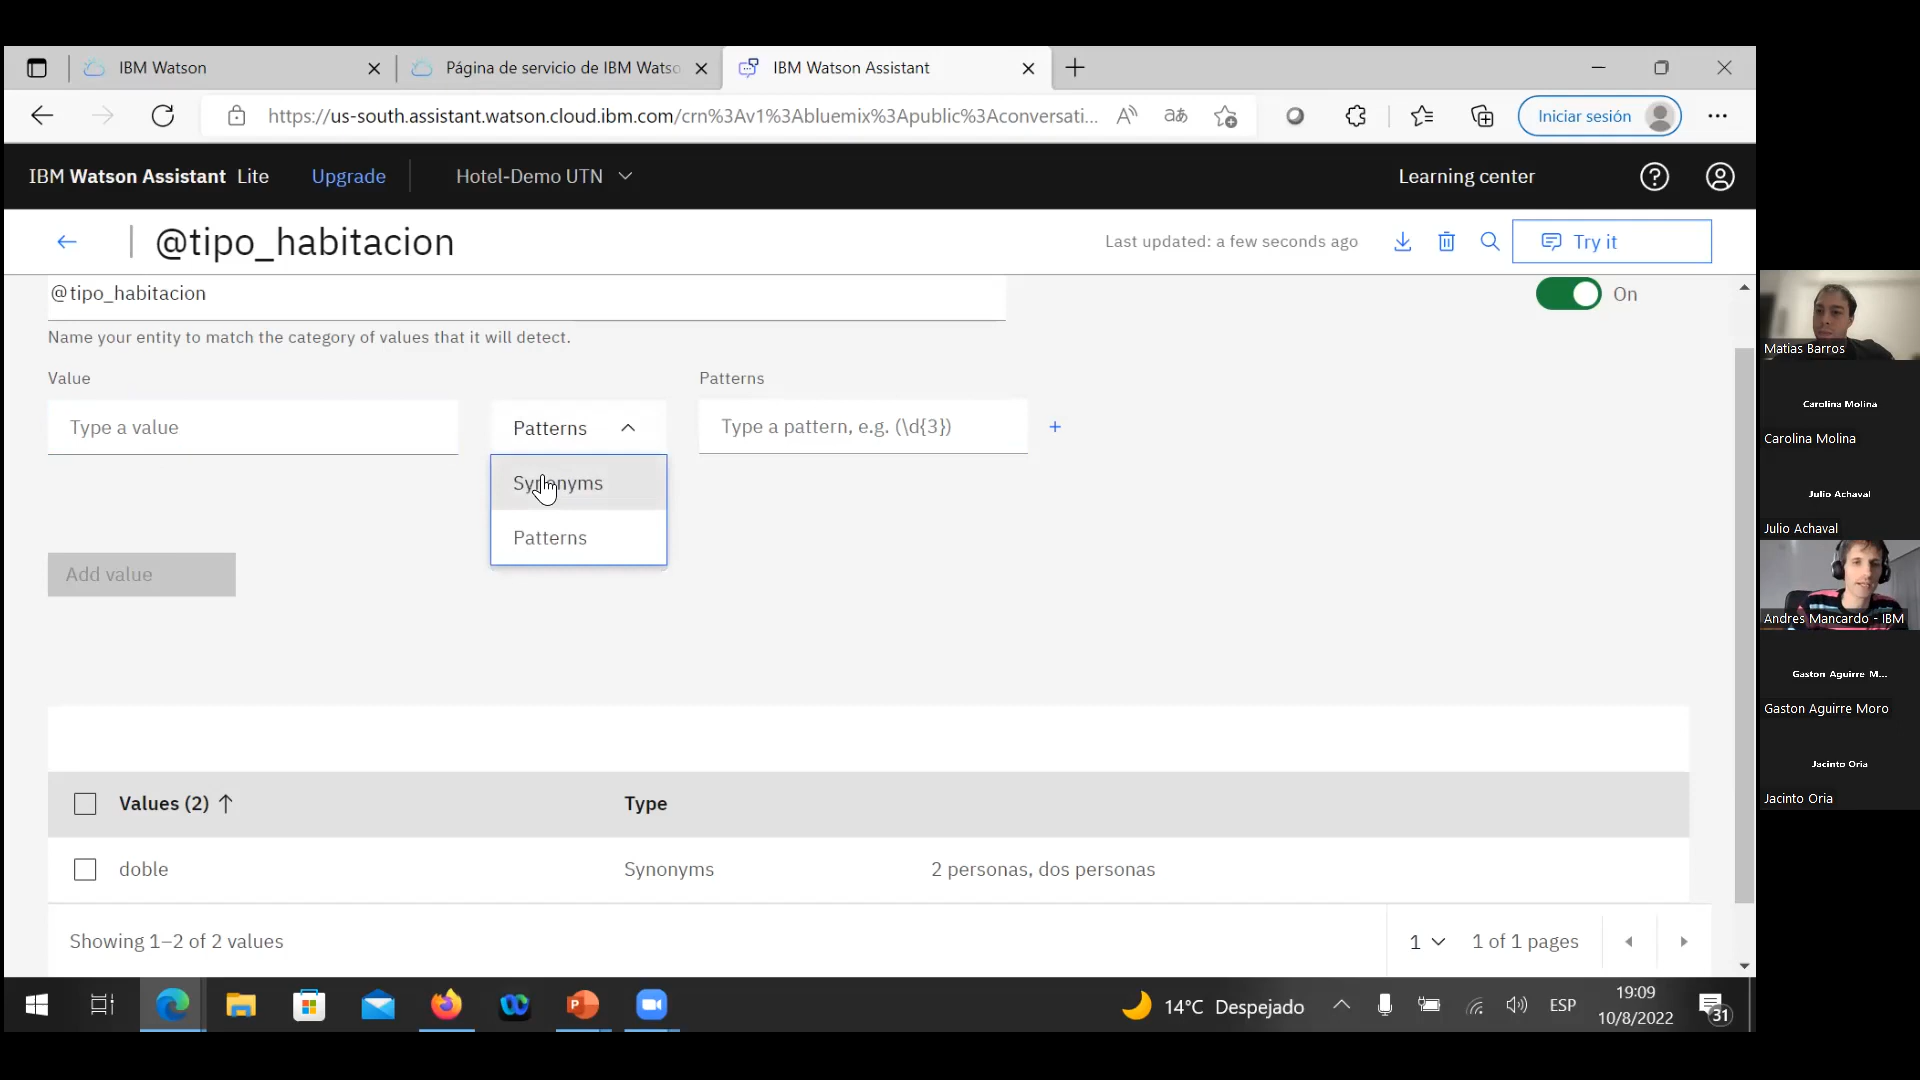 IBM Watson
Página de servicio de IBM Watso
IBM Watson Assistant
https://us-south.assistant.watson.cloud.ibm.com/crn%3Av1%3Abluemix%3Apublic%3Aconversati...
Iniciar sesión
IBM Watson Assistant Lite
Upgrade
Hotel-Demo UTN
Learning center
@tipo_habitacion
Last updated: a few seconds ago
Try it
@tipo_habitacion
On
Name your entity to match the category of values that it will detect.
Value
Patterns
Type a value
Patterns
Type a pattern, e.g. (\d{3})
Synonyms
Patterns
Add value
Values (2)
Type
doble
Synonyms
2 personas, dos personas
Showing 1–2 of 2 values
1
1 of 1 pages
14°C Despejado
ESP
19:09
10/8/2022
31
Matias Barros
Carolina Molina
Carolina Molina
Julio Achaval
Julio Achaval
Andres Mancardo - IBM
Gaston Aguirre M...
Gaston Aguirre Moro
Jacinto Oria
Jacinto Oria